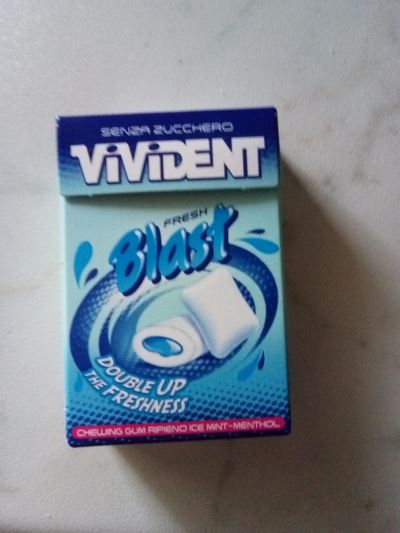 SENZA ZUCCHERO
ViViDENT
FRESH
Blast
DOUBLE UP
THE FRESHNESS
CHEWING GUM RIPIENO ICE MINT-MENTHOL